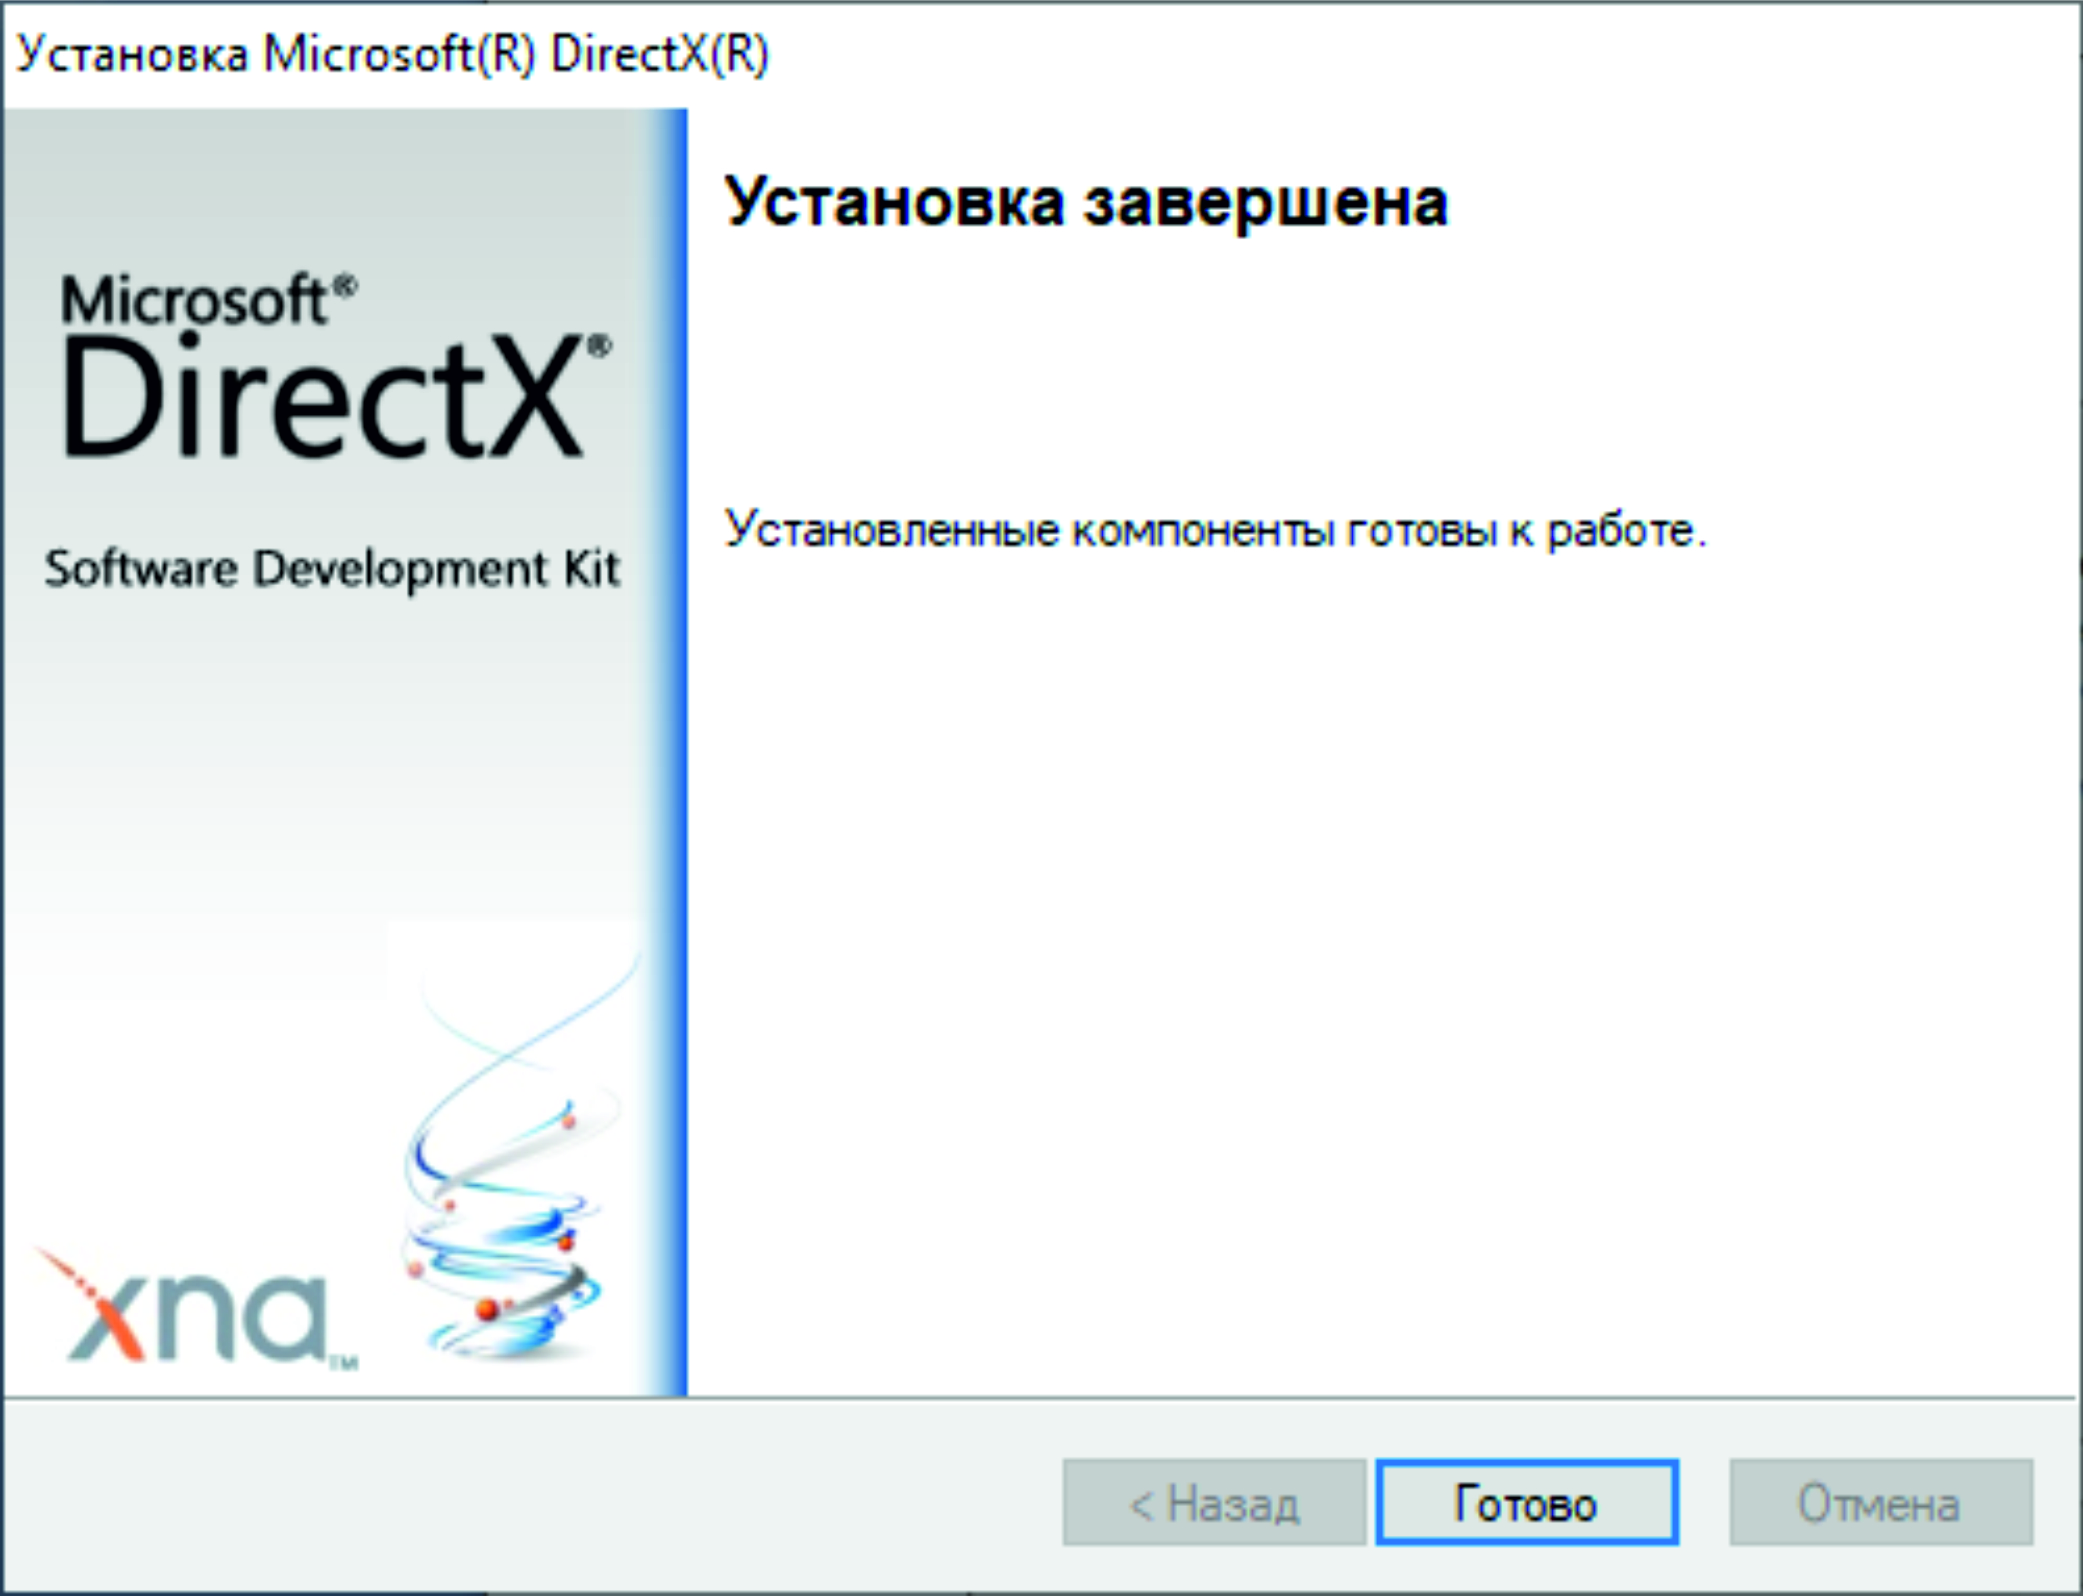 Установка Microsoft(R) DirectX(R)
Microsoft®
DirectX®
Software Development Kit
Установка завершена
Установленные компоненты готовы к работе.
xna™
< Назад
Готово
Отмена